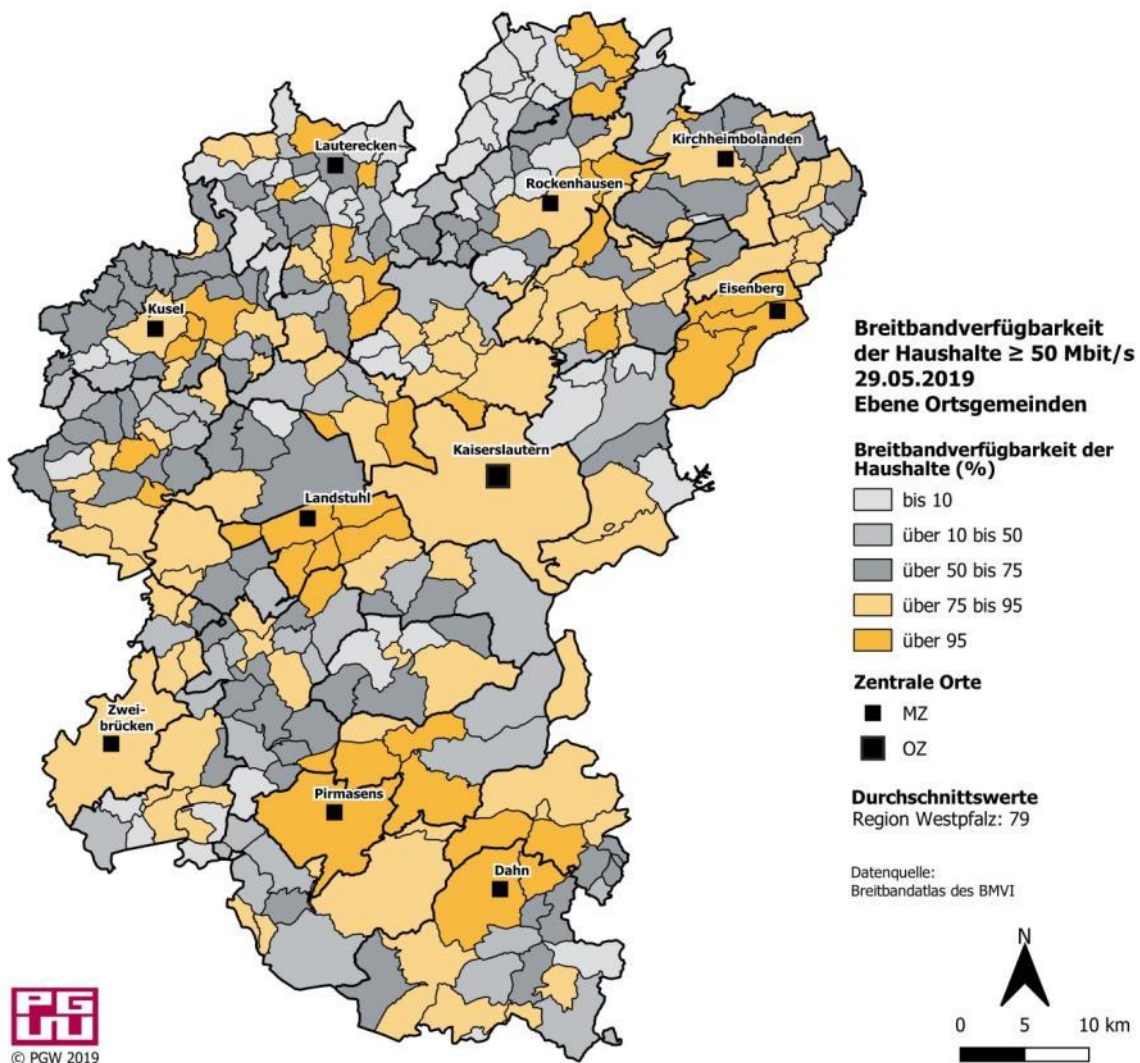 Lauterecken
Kirchheimbolanden
Rockenhausen
Eisenberg
Kusel
Kaiserslautern
Landstuhl
Zwei-
brücken
Pirmasens
Dahn
Breitbandverfügbarkeit
der Haushalte ≥ 50 Mbit/s
29.05.2019
Ebene Ortsgemeinden
Breitbandverfügbarkeit der
Haushalte (%)
bis 10
über 10 bis 50
über 50 bis 75
über 75 bis 95
über 95
Zentrale Orte
MZ
OZ
Durchschnittswerte
Region Westpfalz: 79
Datenquelle:
Breitbandatlas des BMVI
N
0 5 10 km
PGW
© PGW 2019